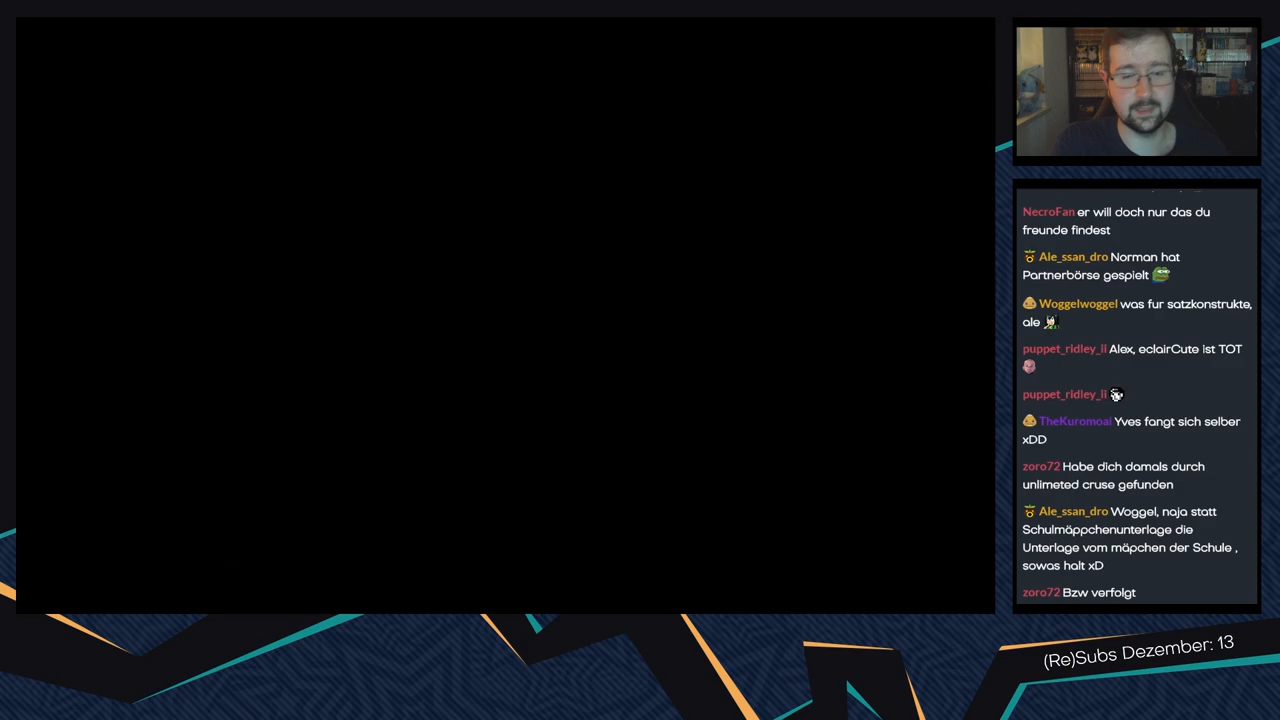 NecroFan er will doch nur das du
freunde findest
Ale_ssan_dro Norman hat
Partnerbörse gespielt
Woggelwoggel was fur satzkonstrukte,
ale
puppet_ridley_ii Alex, eclairCute ist TOT
puppet_ridley_ii
TheKuromoai Yves fangt sich selber
xDD
zoro72 Habe dich damals durch
unlimeted cruse gefunden
Ale_ssan_dro Woggel, naja statt
Schulmäppchenunterlage die
Unterlage vom mäpchen der Schule ,
sowas halt xD
zoro72 Bzw verfolgt
(Re)Subs Dezember: 13